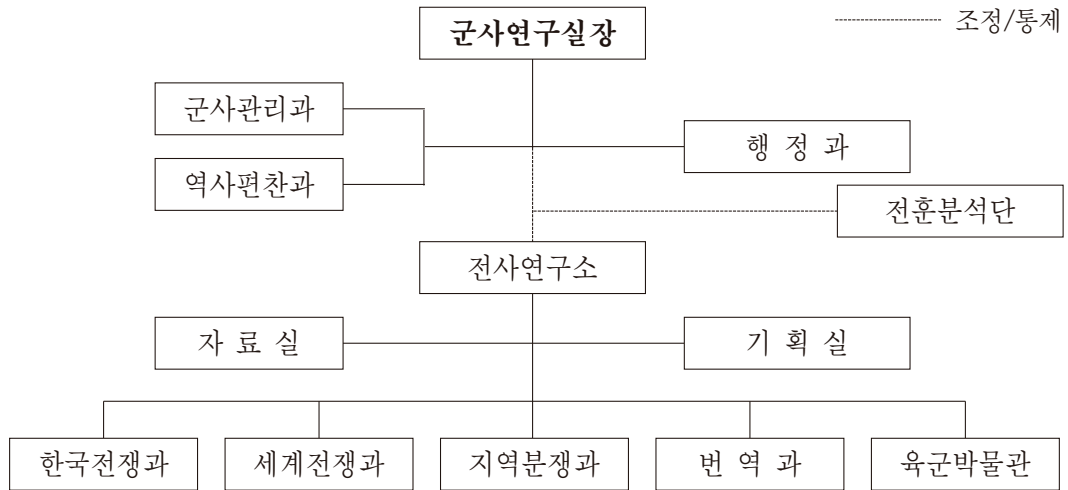 조정/통제
군사연구실장
군사관리과
행 정 과
역사편찬과
전훈분석단
전사연구소
자 료 실
기 획 실
한국전쟁과
세계전쟁과
지역분쟁과
번 역 과
육군박물관